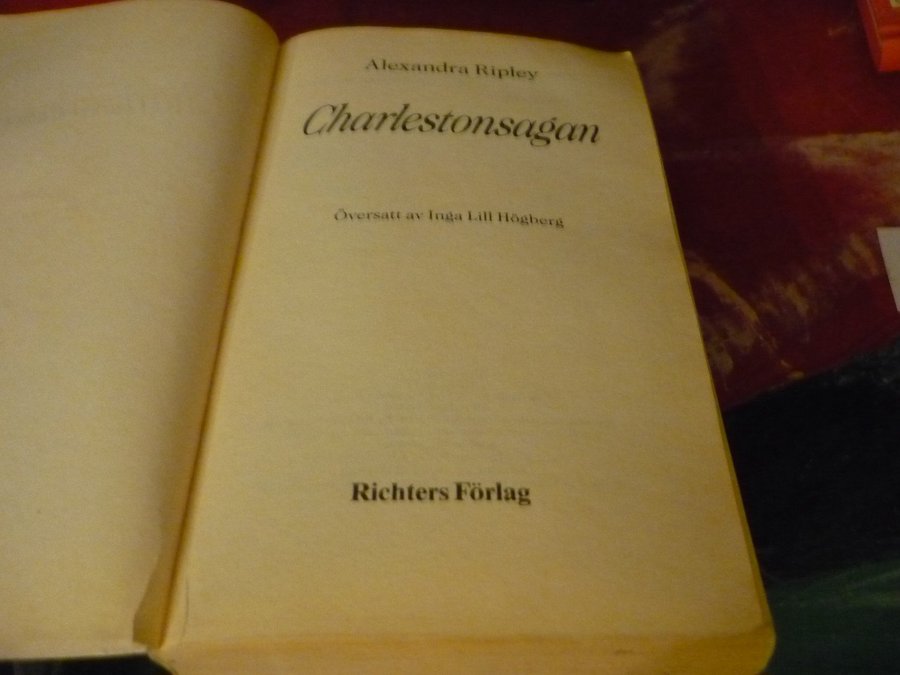 Alexandra Ripley
Charlestonsagan
Översatt av Inga Lill Högberg
Richters Förlag